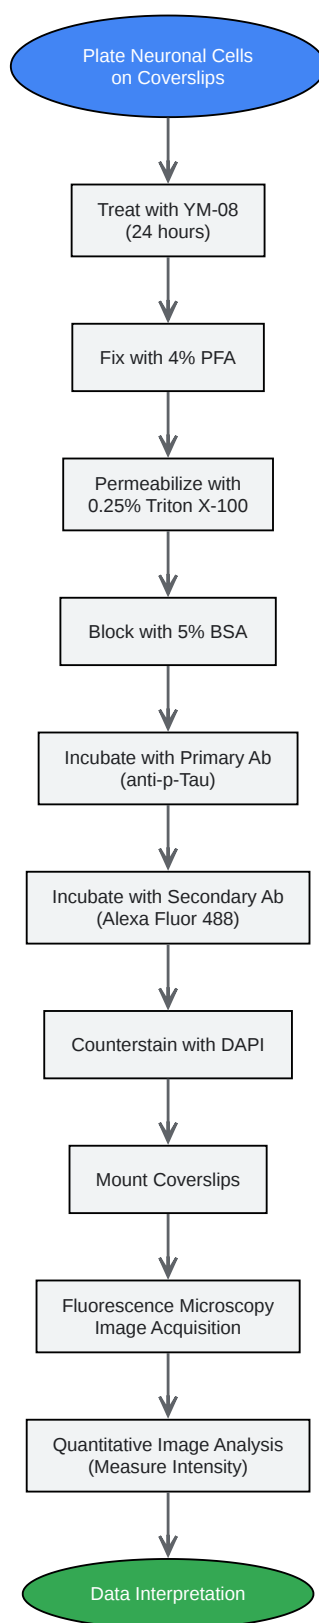 Plate Neuronal Cells
on Coverslips
Treat with YM-08
(24 hours)
Fix with 4% PFA
Permeabilize with
0.25% Triton X-100
Block with 5% BSA
Incubate with Primary Ab
(anti-p-Tau)
Incubate with Secondary Ab
(Alexa Fluor 488)
Counterstain with DAPI
Mount Coverslips
Fluorescence Microscopy
Image Acquisition
Quantitative Image Analysis
(Measure Intensity)
Data Interpretation